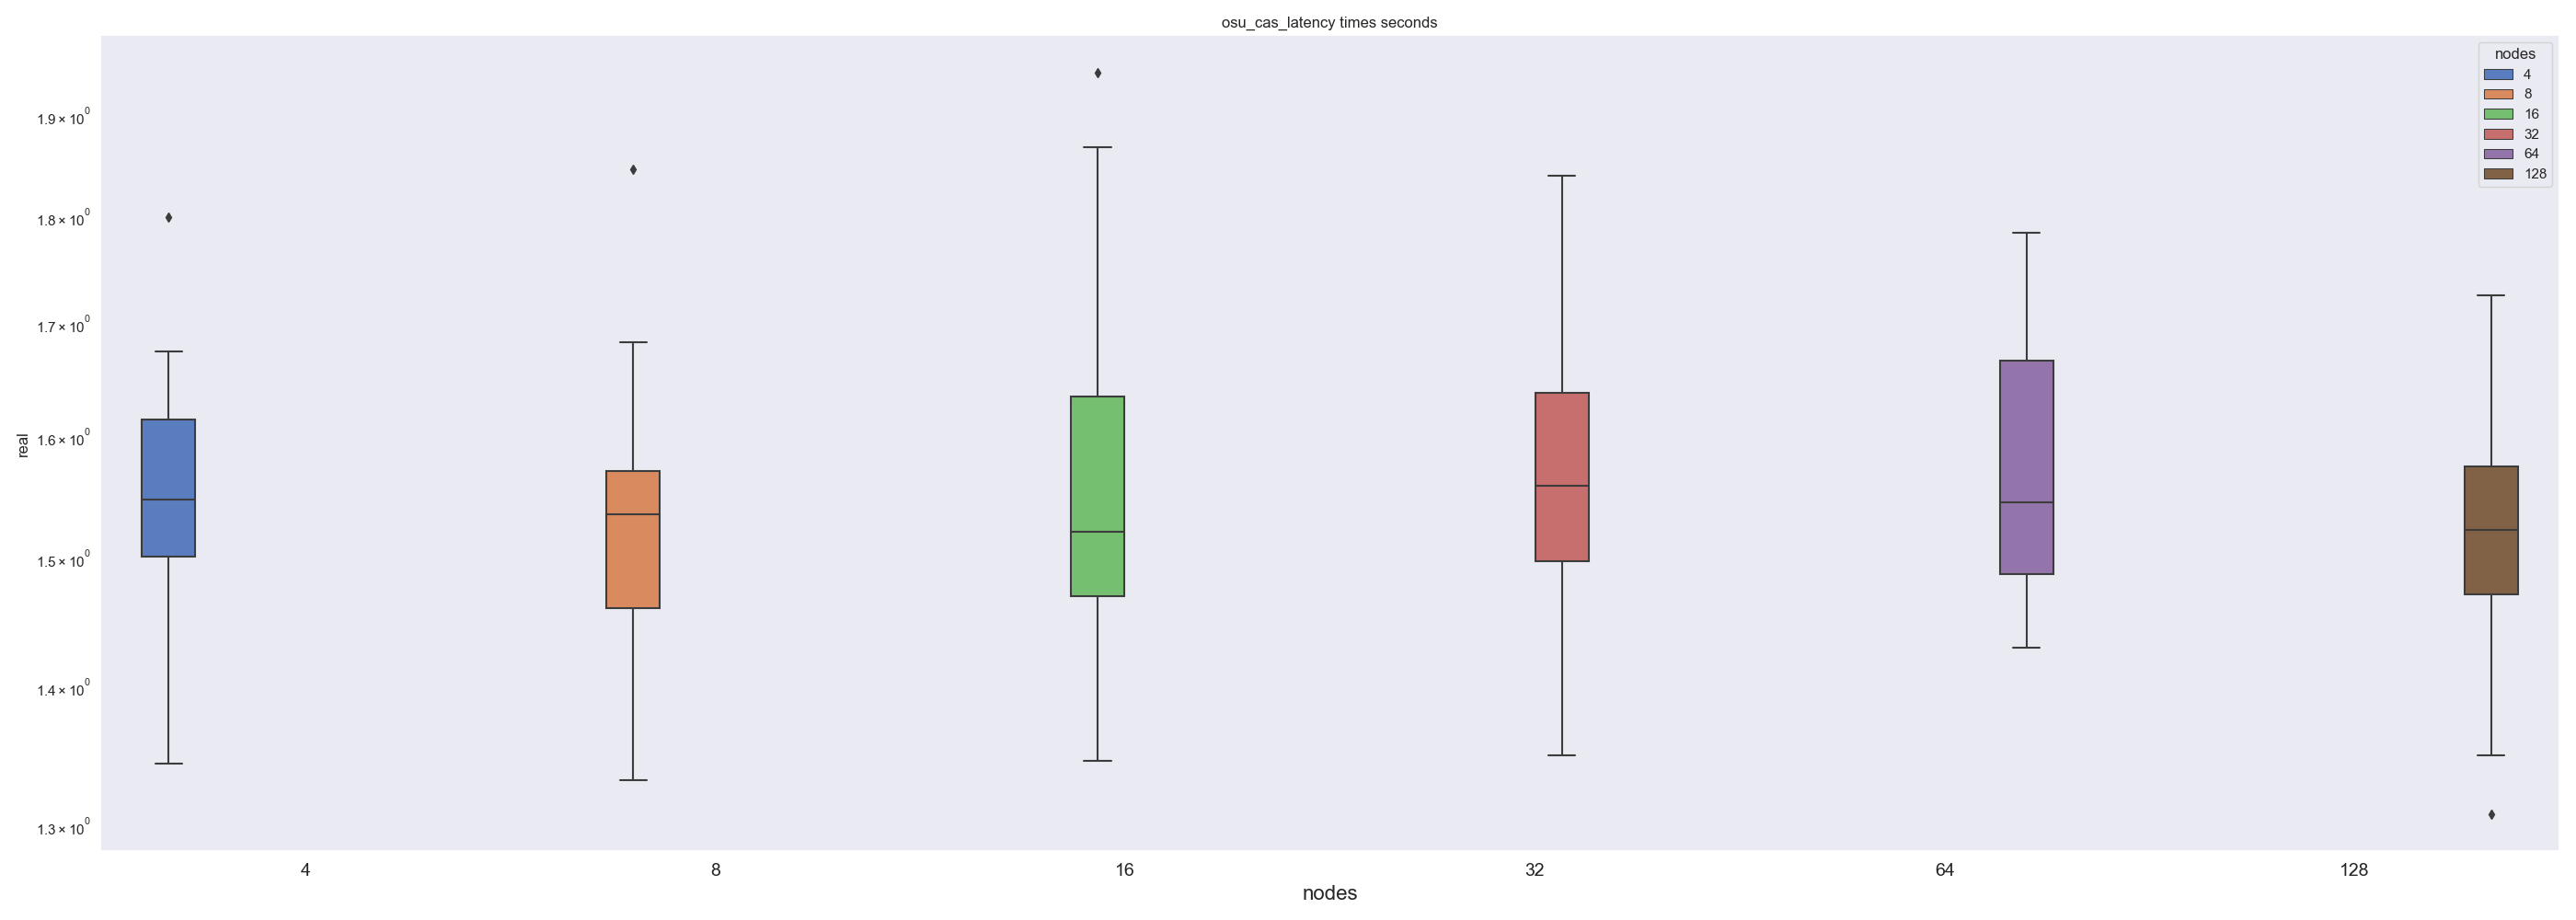 osu_cas_latency times seconds
nodes
4
8
16
32
64
128
1.9 × 10⁰
1.8 × 10⁰
1.7 × 10⁰
1.6 × 10⁰
1.5 × 10⁰
1.4 × 10⁰
1.3 × 10⁰
real
4 8 16 32 64 128
nodes